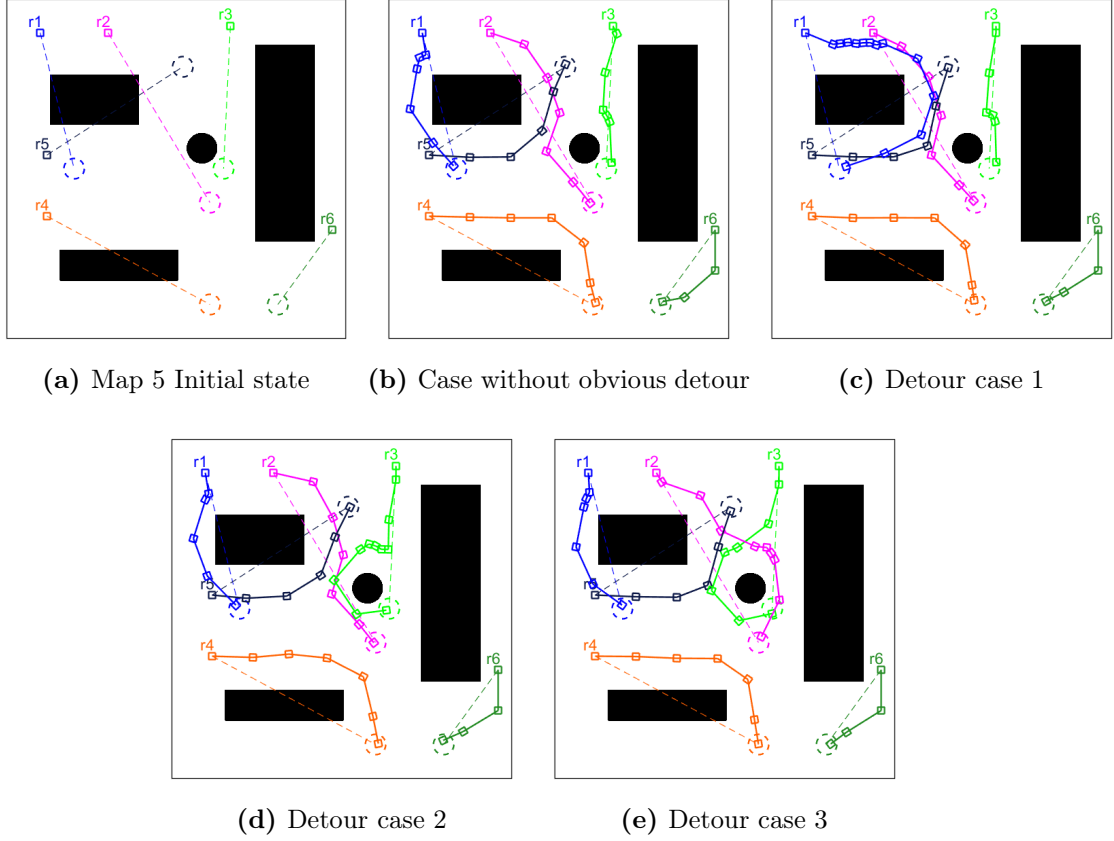 r1 r2 r3
r5
r4
r6
r1 r2 r3
r5
r4
r6
r1 r2 r3
r5
r4
r6
(a) Map 5 Initial state
(b) Case without obvious detour
(c) Detour case 1
r1 r2 r3
r5
r4
r6
r1 r2 r3
r4
r6
(d) Detour case 2
(e) Detour case 3